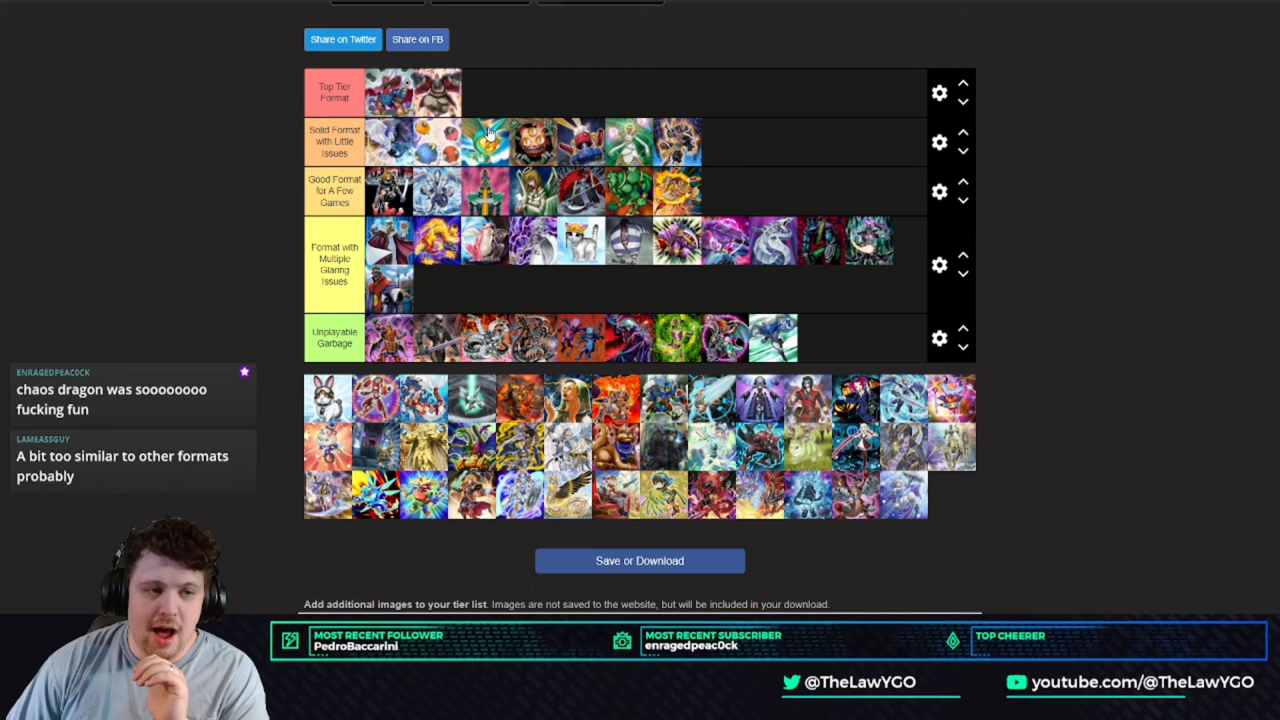 Share on Twitter
Share on FB
Top Tier
Format
Solid Format
with Little
Issues
Good Format
for A Few
Games
Format with
Multiple
Glaring
Issues
Unplayable
Garbage
ENRAGEDPEAC0CK
chaos dragon was sooooooo
fucking fun
LAMEASSGUY
A bit too similar to other formats
probably
Save or Download
Add additional images to your tier list. Images are not saved to the website, but will be included in your download.
MOST RECENT FOLLOWER
PedroBaccarini
MOST RECENT SUBSCRIBER
enragedpeac0ck
TOP CHEERER
@TheLawYGO
youtube.com/@TheLawYGO